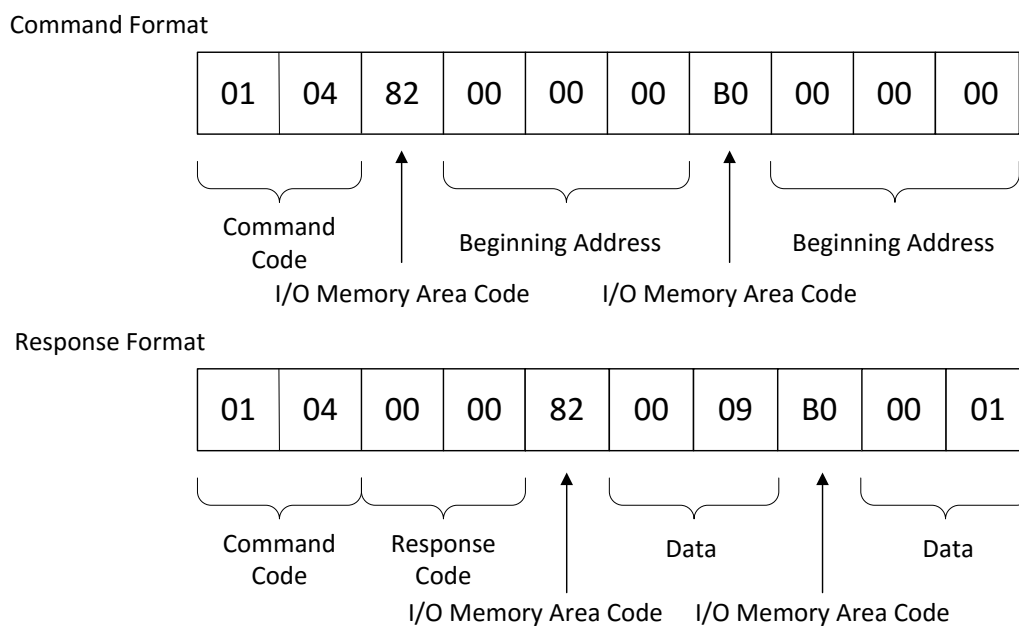 Command Format
01 04 82 00 00 00 B0 00 00 00
Command
Code
Beginning Address
Beginning Address
I/O Memory Area Code
I/O Memory Area Code
Response Format
01 04 00 00 82 00 09 B0 00 01
Command
Code
Response
Code
Data
Data
I/O Memory Area Code
I/O Memory Area Code